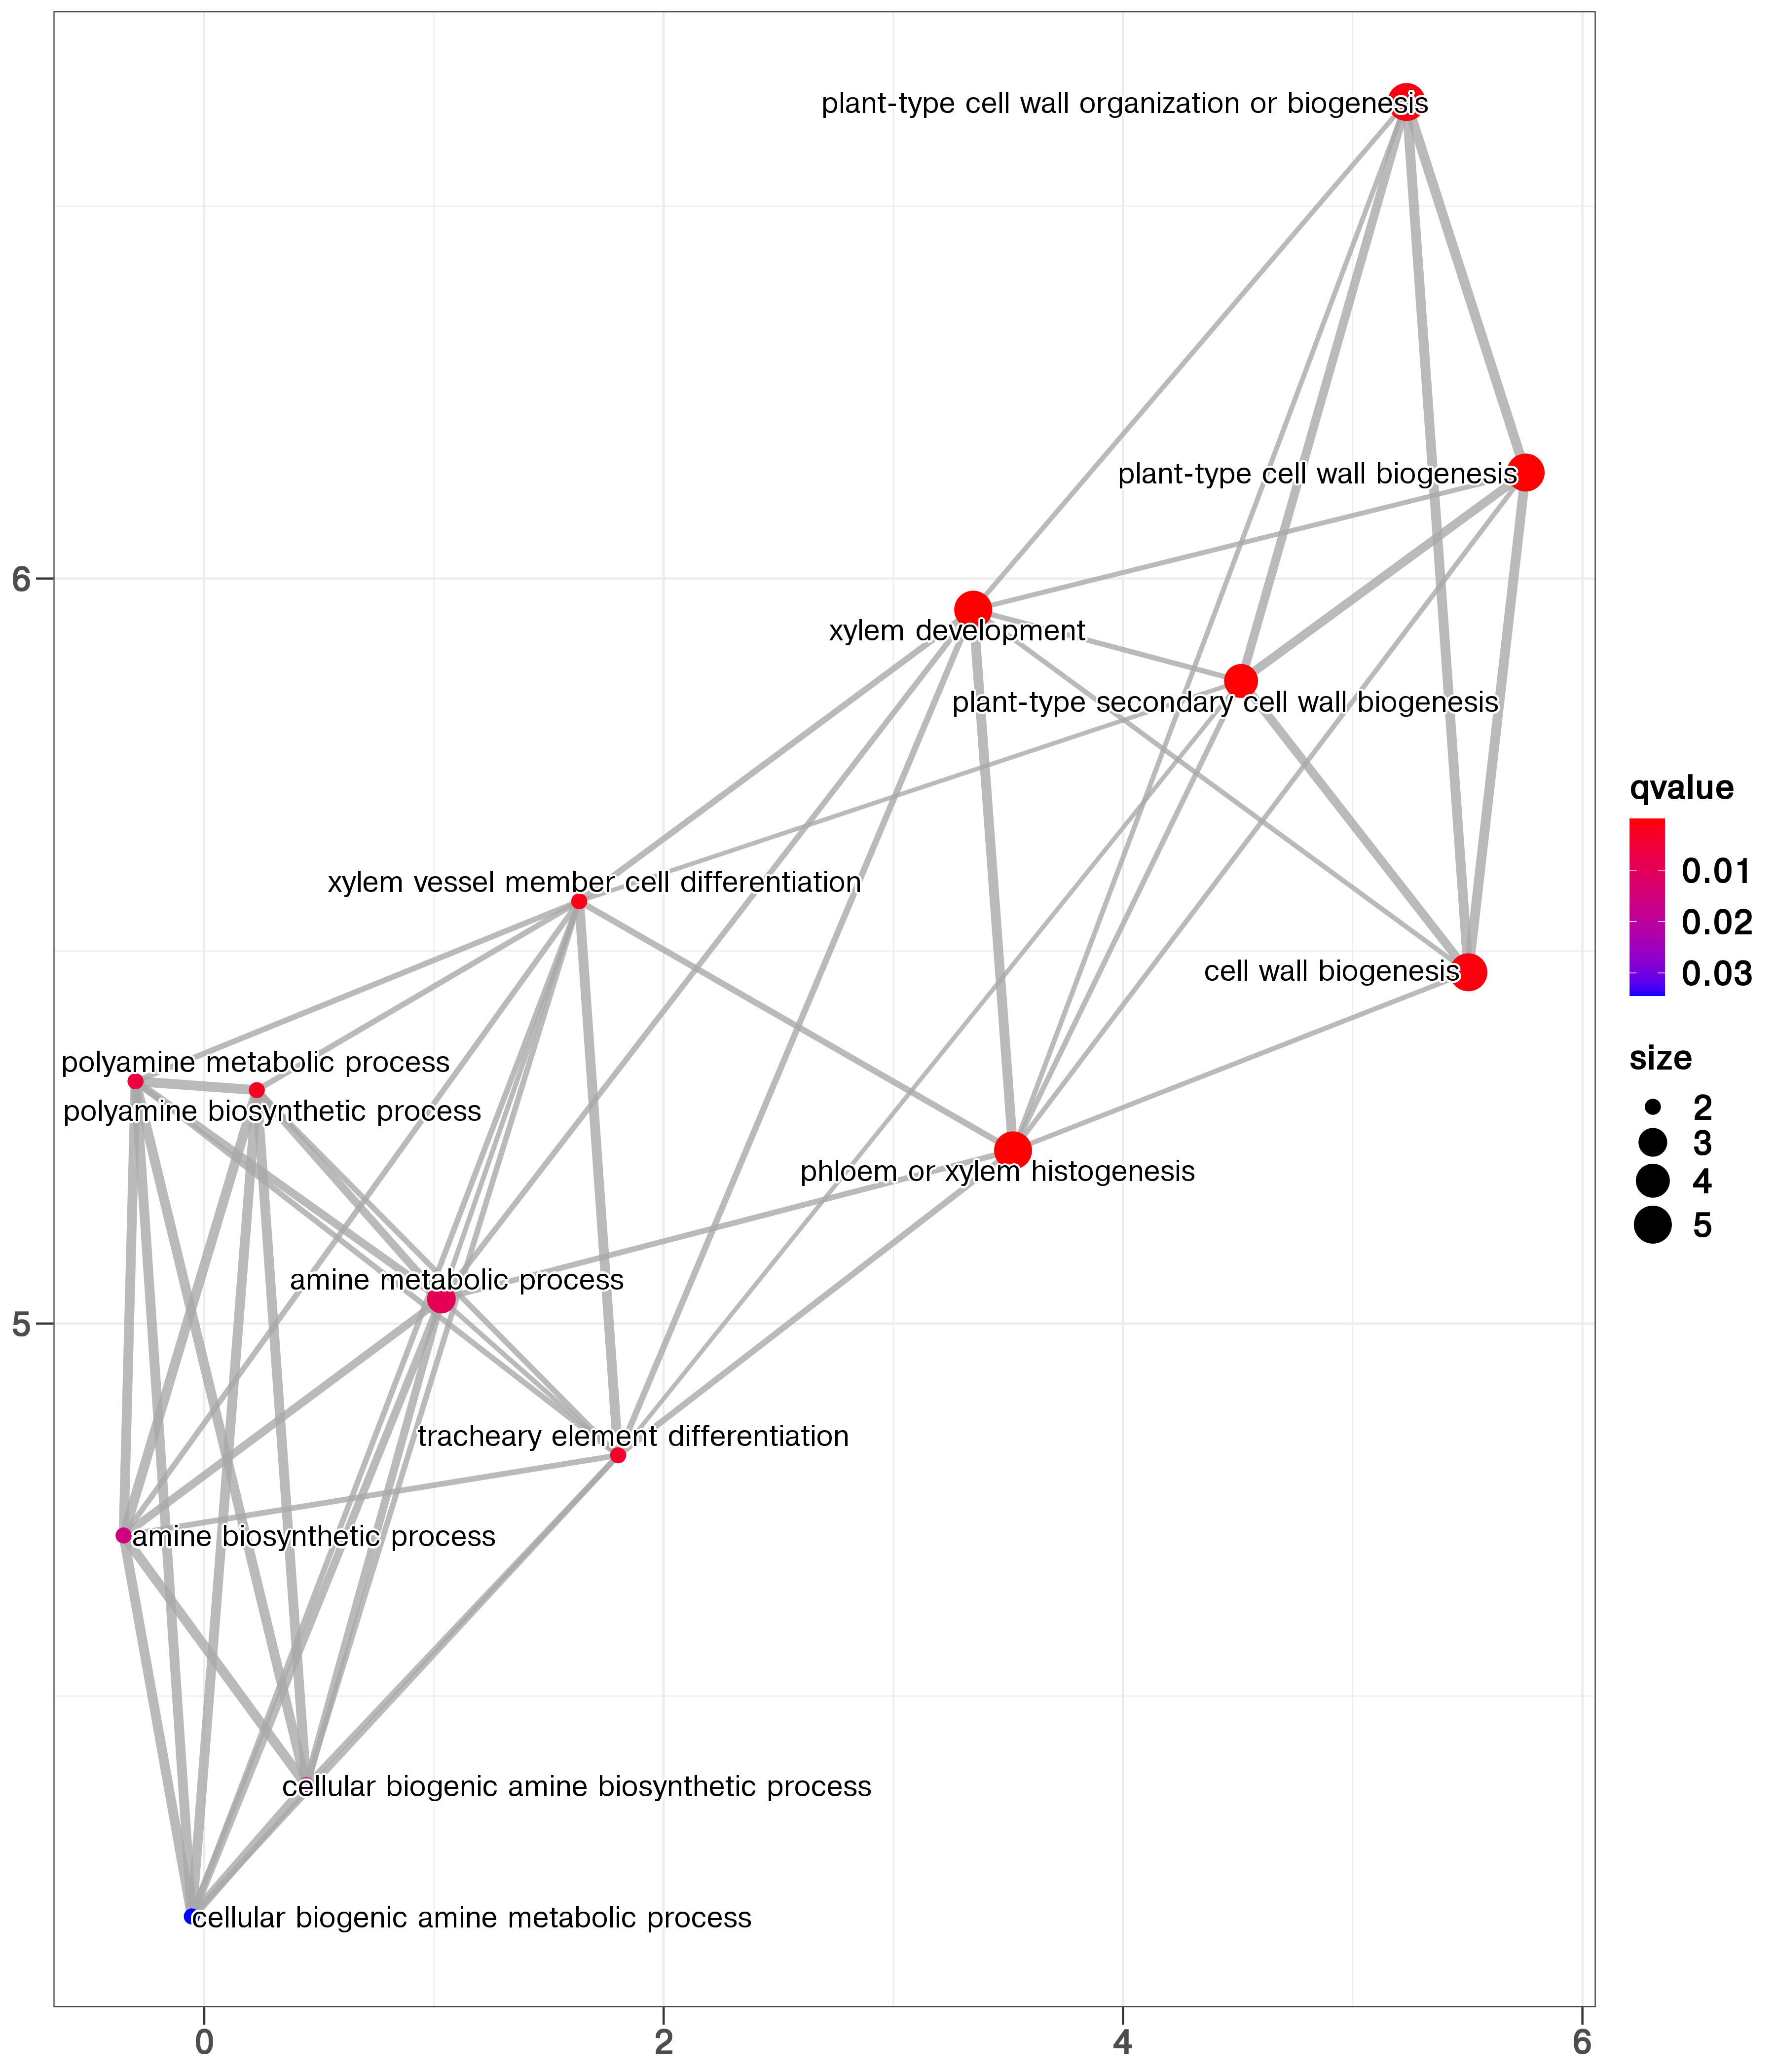 plant-type cell wall organization or biogenesis
plant-type cell wall biogenesis
6
xylem development
plant-type secondary cell wall biogenesis
qvalue
0.01
0.02
0.03
xylem vessel member cell differentiation
cell wall biogenesis
size
2
3
4
5
polyamine metabolic process
polyamine biosynthetic process
phloem or xylem histogenesis
amine metabolic process
5
tracheary element differentiation
amine biosynthetic process
cellular biogenic amine biosynthetic process
cellular biogenic amine metabolic process
0 2 4 6